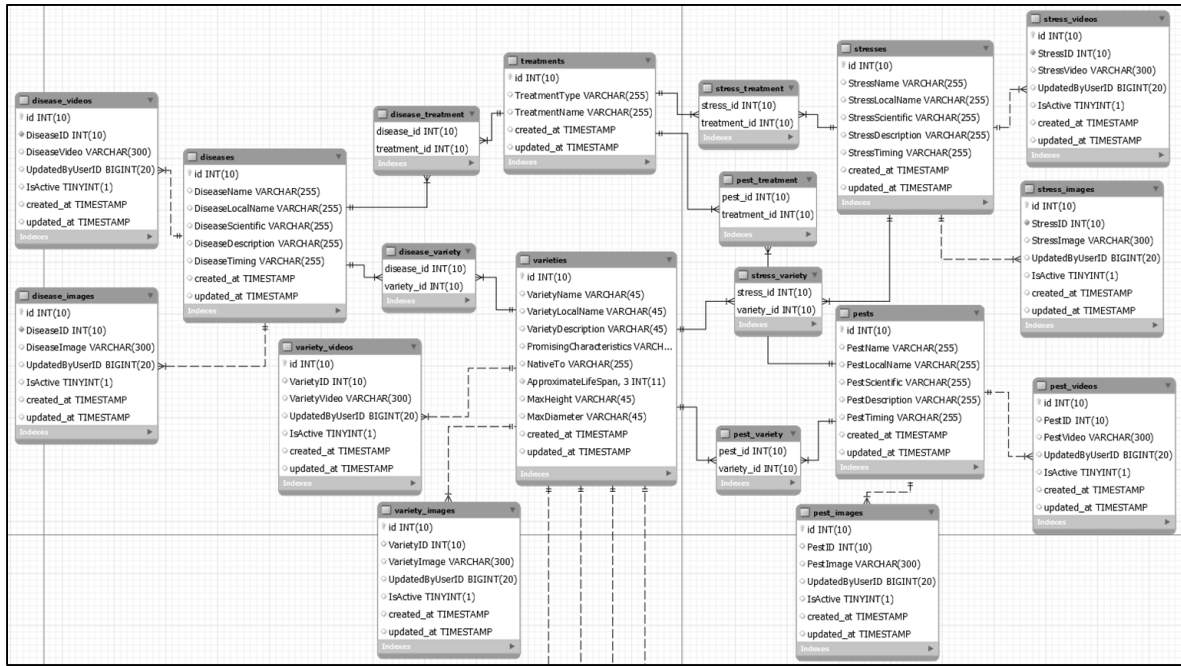 disease_videos
id INT(10)
DiseaseID INT(10)
DiseaseVideo VARCHAR(300)
UpdatedByUserID BIGINT(20)
IsActive TINYINT(1)
created_at TIMESTAMP
updated_at TIMESTAMP
Indexes
disease_images
id INT(10)
DiseaseID INT(10)
DiseaseImage VARCHAR(300)
UpdatedByUserID BIGINT(20)
IsActive TINYINT(1)
created_at TIMESTAMP
updated_at TIMESTAMP
Indexes
diseases
id INT(10)
DiseaseName VARCHAR(255)
DiseaseLocalName VARCHAR(255)
DiseaseScientific VARCHAR(255)
DiseaseDescription VARCHAR(255)
DiseaseTiming VARCHAR(255)
created_at TIMESTAMP
updated_at TIMESTAMP
Indexes
disease_treatment
disease_id INT(10)
treatment_id INT(10)
Indexes
disease_variety
disease_id INT(10)
variety_id INT(10)
Indexes
variety_videos
id INT(10)
VarietyID INT(10)
VarietyVideo VARCHAR(300)
UpdatedByUserID BIGINT(20)
IsActive TINYINT(1)
created_at TIMESTAMP
updated_at TIMESTAMP
Indexes
variety_images
id INT(10)
VarietyID INT(10)
VarietyImage VARCHAR(300)
UpdatedByUserID BIGINT(20)
IsActive TINYINT(1)
created_at TIMESTAMP
updated_at TIMESTAMP
Indexes
treatments
id INT(10)
TreatmentType VARCHAR(255)
TreatmentName VARCHAR(255)
created_at TIMESTAMP
updated_at TIMESTAMP
Indexes
varieties
id INT(10)
VarietyName VARCHAR(45)
VarietyLocalName VARCHAR(45)
VarietyDescription VARCHAR(45)
PromisingCharacteristics VARCH...
NativeTo VARCHAR(255)
ApproximateLifeSpan, 3 INT(11)
MaxHeight VARCHAR(45)
MaxDiameter VARCHAR(45)
created_at TIMESTAMP
updated_at TIMESTAMP
Indexes
stress_treatment
stress_id INT(10)
treatment_id INT(10)
Indexes
pest_treatment
pest_id INT(10)
treatment_id INT(10)
Indexes
stress_variety
stress_id INT(10)
variety_id INT(10)
Indexes
pest_variety
pest_id INT(10)
variety_id INT(10)
Indexes
stresses
id INT(10)
StressName VARCHAR(255)
StressLocalName VARCHAR(255)
StressScientific VARCHAR(255)
StressDescription VARCHAR(255)
StressTiming VARCHAR(255)
created_at TIMESTAMP
updated_at TIMESTAMP
Indexes
pests
id INT(10)
PestName VARCHAR(255)
PestLocalName VARCHAR(255)
PestScientific VARCHAR(255)
PestDescription VARCHAR(255)
PestTiming VARCHAR(255)
created_at TIMESTAMP
updated_at TIMESTAMP
Indexes
pest_images
id INT(10)
PestID INT(10)
PestImage VARCHAR(300)
UpdatedByUserID BIGINT(20)
IsActive TINYINT(1)
created_at TIMESTAMP
updated_at TIMESTAMP
Indexes
stress_videos
id INT(10)
StressID INT(10)
StressVideo VARCHAR(300)
UpdatedByUserID BIGINT(20)
IsActive TINYINT(1)
created_at TIMESTAMP
updated_at TIMESTAMP
Indexes
stress_images
id INT(10)
StressID INT(10)
StressImage VARCHAR(300)
UpdatedByUserID BIGINT(20)
IsActive TINYINT(1)
created_at TIMESTAMP
updated_at TIMESTAMP
Indexes
pest_videos
id INT(10)
PestID INT(10)
PestVideo VARCHAR(300)
UpdatedByUserID BIGINT(20)
IsActive TINYINT(1)
created_at TIMESTAMP
updated_at TIMESTAMP
Indexes